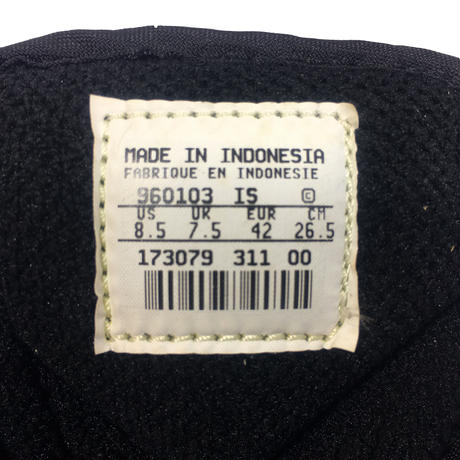 MADE IN INDONESIA
FABRIQUE EN INDONESIE
960103 IS ©
US UK EUR CM
8.5 7.5 42 26.5
173079 311 00